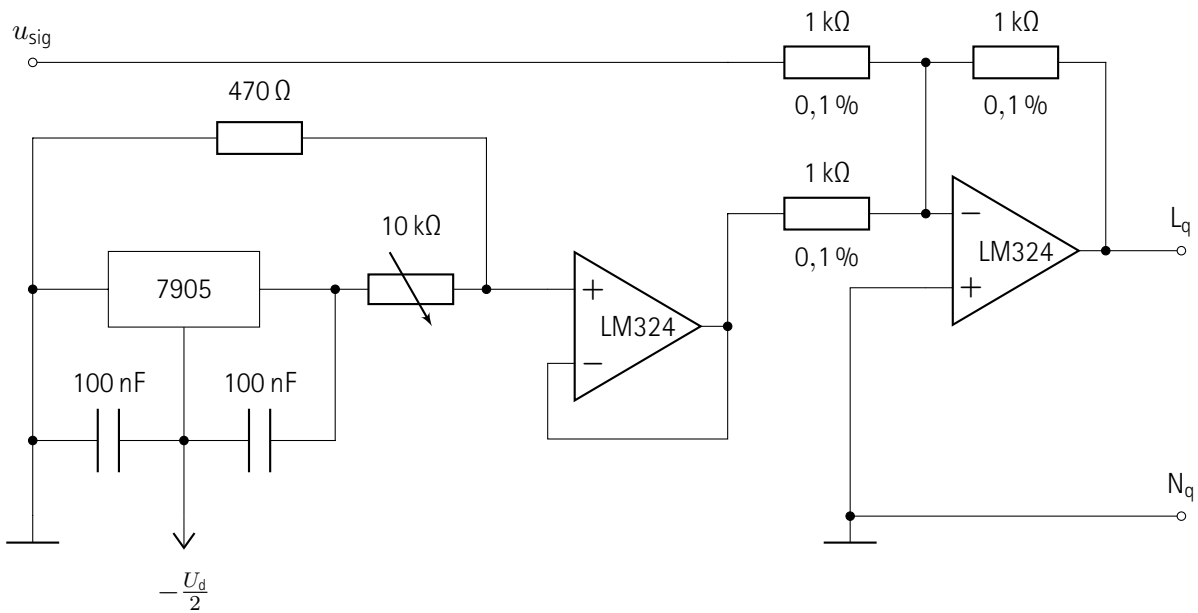 u_sig
1 kΩ
1 kΩ
0,1 %
0,1 %
470 Ω
1 kΩ
0,1 %
10 kΩ
7905
+
LM324
−
−
LM324
+
L_q
100 nF
100 nF
N_q
−U_d/2